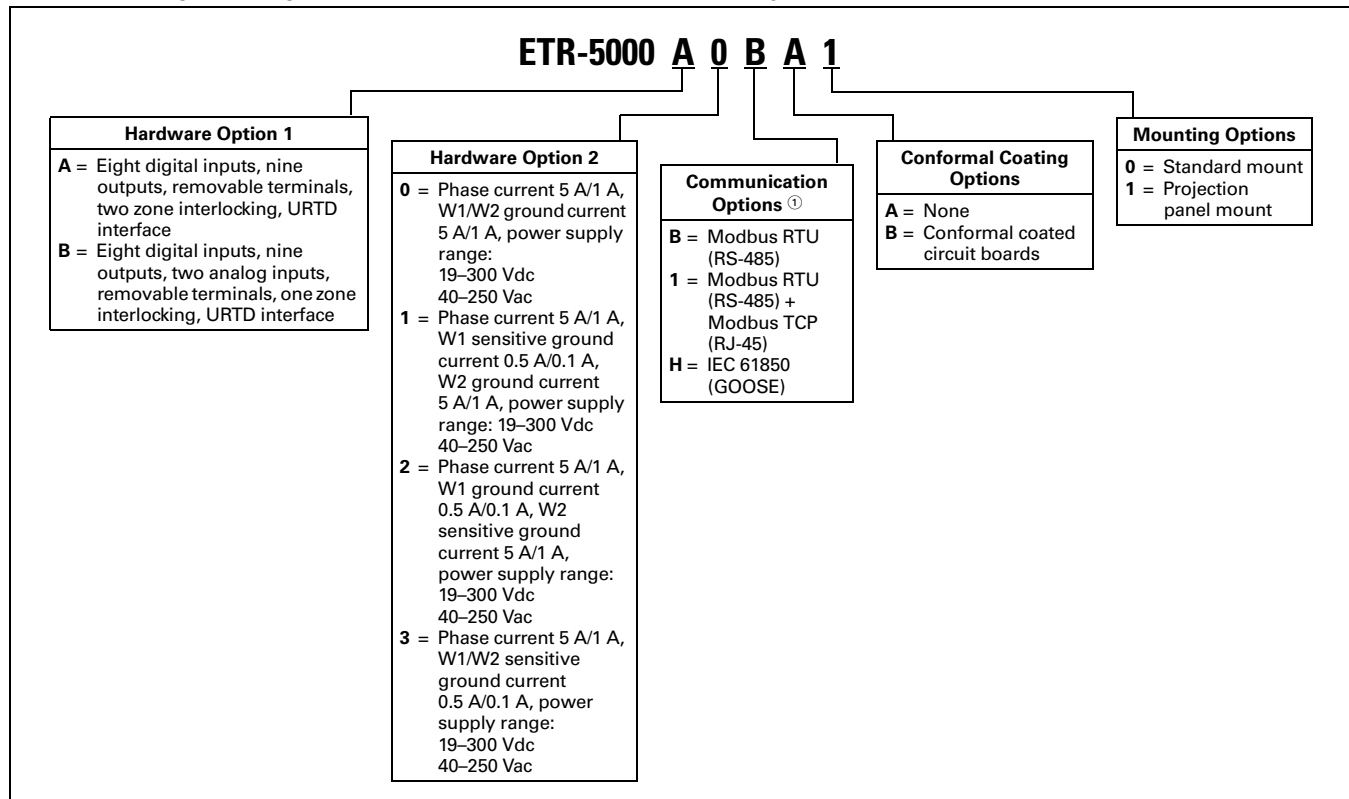 ETR-5000 A 0 B A 1
Hardware Option 1
A = Eight digital inputs, nine
outputs, removable terminals,
two zone interlocking, URTD
interface
B = Eight digital inputs, nine
outputs, two analog inputs,
removable terminals, one zone
interlocking, URTD interface
Hardware Option 2
0 = Phase current 5 A/1 A,
W1/W2 ground current
5 A/1 A, power supply
range:
19–300 Vdc
40–250 Vac
1 = Phase current 5 A/1 A,
W1 sensitive ground
current 0.5 A/0.1 A,
W2 ground current
5 A/1 A, power supply
range: 19–300 Vdc
40–250 Vac
2 = Phase current 5 A/1 A,
W1 ground current
0.5 A/0.1 A, W2
sensitive ground
current 5 A/1 A,
power supply range:
19–300 Vdc
40–250 Vac
3 = Phase current 5 A/1 A,
W1/W2 sensitive
ground current
0.5 A/0.1 A, power
supply range:
19–300 Vdc
40–250 Vac
Communication
Options ①
B = Modbus RTU
(RS-485)
1 = Modbus RTU
(RS-485) +
Modbus TCP
(RJ-45)
H = IEC 61850
(GOOSE)
Conformal Coating
Options
A = None
B = Conformal coated
circuit boards
Mounting Options
0 = Standard mount
1 = Projection
panel mount